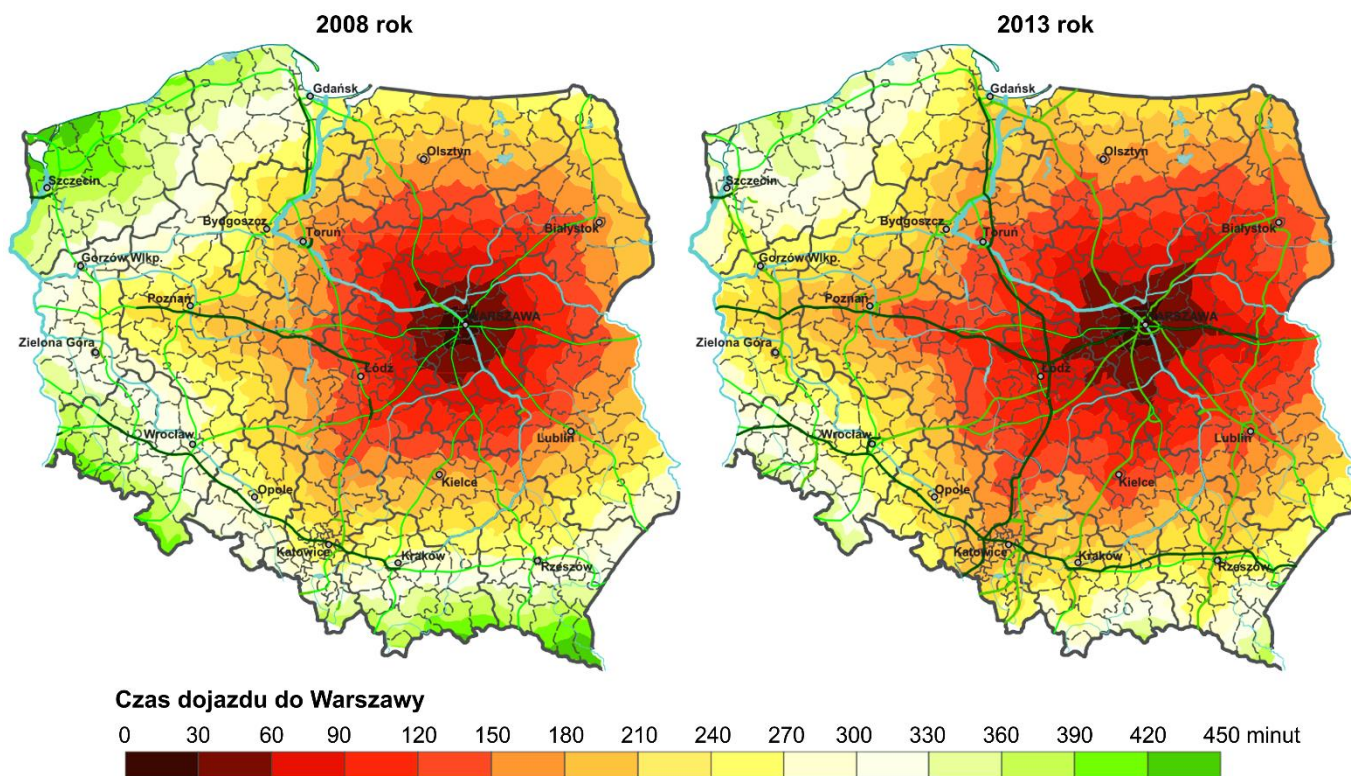 2008 rok
2013 rok
Gdańsk
Olsztyn
Szczecin
Bydgoszcz
Toruń
Białystok
Gorzów Wlkp.
Poznań
WARSZAWA
Zielona Góra
Łódź
Wrocław
Lublin
Opole
Kielce
Katowice
Kraków
Rzeszów
Gdańsk
Olsztyn
Szczecin
Bydgoszcz
Toruń
Białystok
Gorzów Wlkp.
Poznań
WARSZAWA
Zielona Góra
Łódź
Wrocław
Lublin
Opole
Kielce
Katowice
Kraków
Rzeszów
Czas dojazdu do Warszawy
0 30 60 90 120 150 180 210 240 270 300 330 360 390 420 450 minut